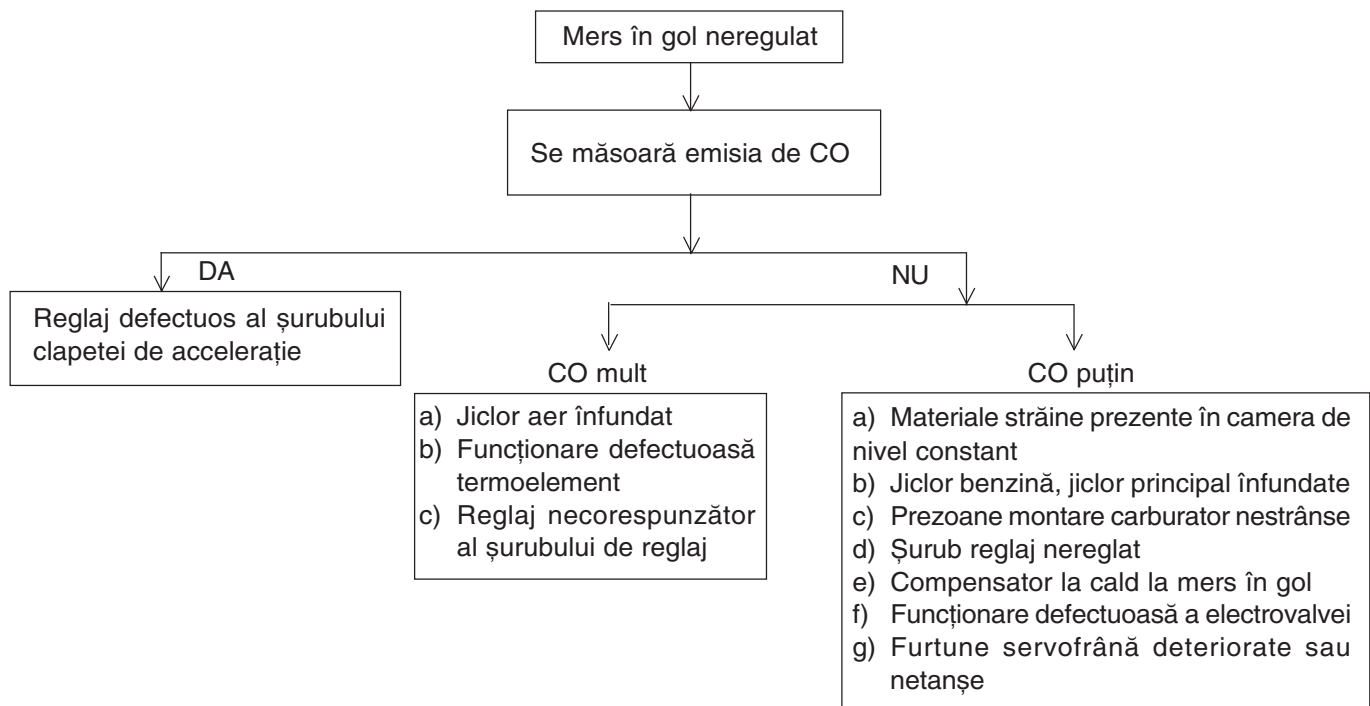 Mers în gol neregulat
Se măsoară emisia de CO
DA
NU
Reglaj defectuos al șurubului
clapetei de accelerație
CO mult
a) Jiclor aer înfundat
b) Funcționare defectuoasă
termoelement
c) Reglaj necorespunzător
al șurubului de reglaj
CO puțin
a) Materiale străine prezente în camera de
nivel constant
b) Jiclor benzină, jiclor principal înfundate
c) Prezoane montare carburator nestrânse
d) Șurub reglaj nereglat
e) Compensator la cald la mers în gol
f) Funcționare defectuoasă a electrovalvei
g) Furtune servofrână deteriorate sau
netanșe